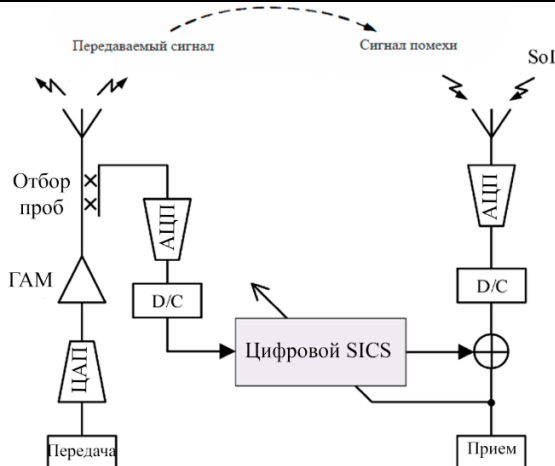 Передаваемый сигнал
Сигнал помехи
SoI
Отбор
проб
АЦП
АЦП
ГАМ
D/C
D/C
ЦАП
Цифровой SICS
Передача
Прием